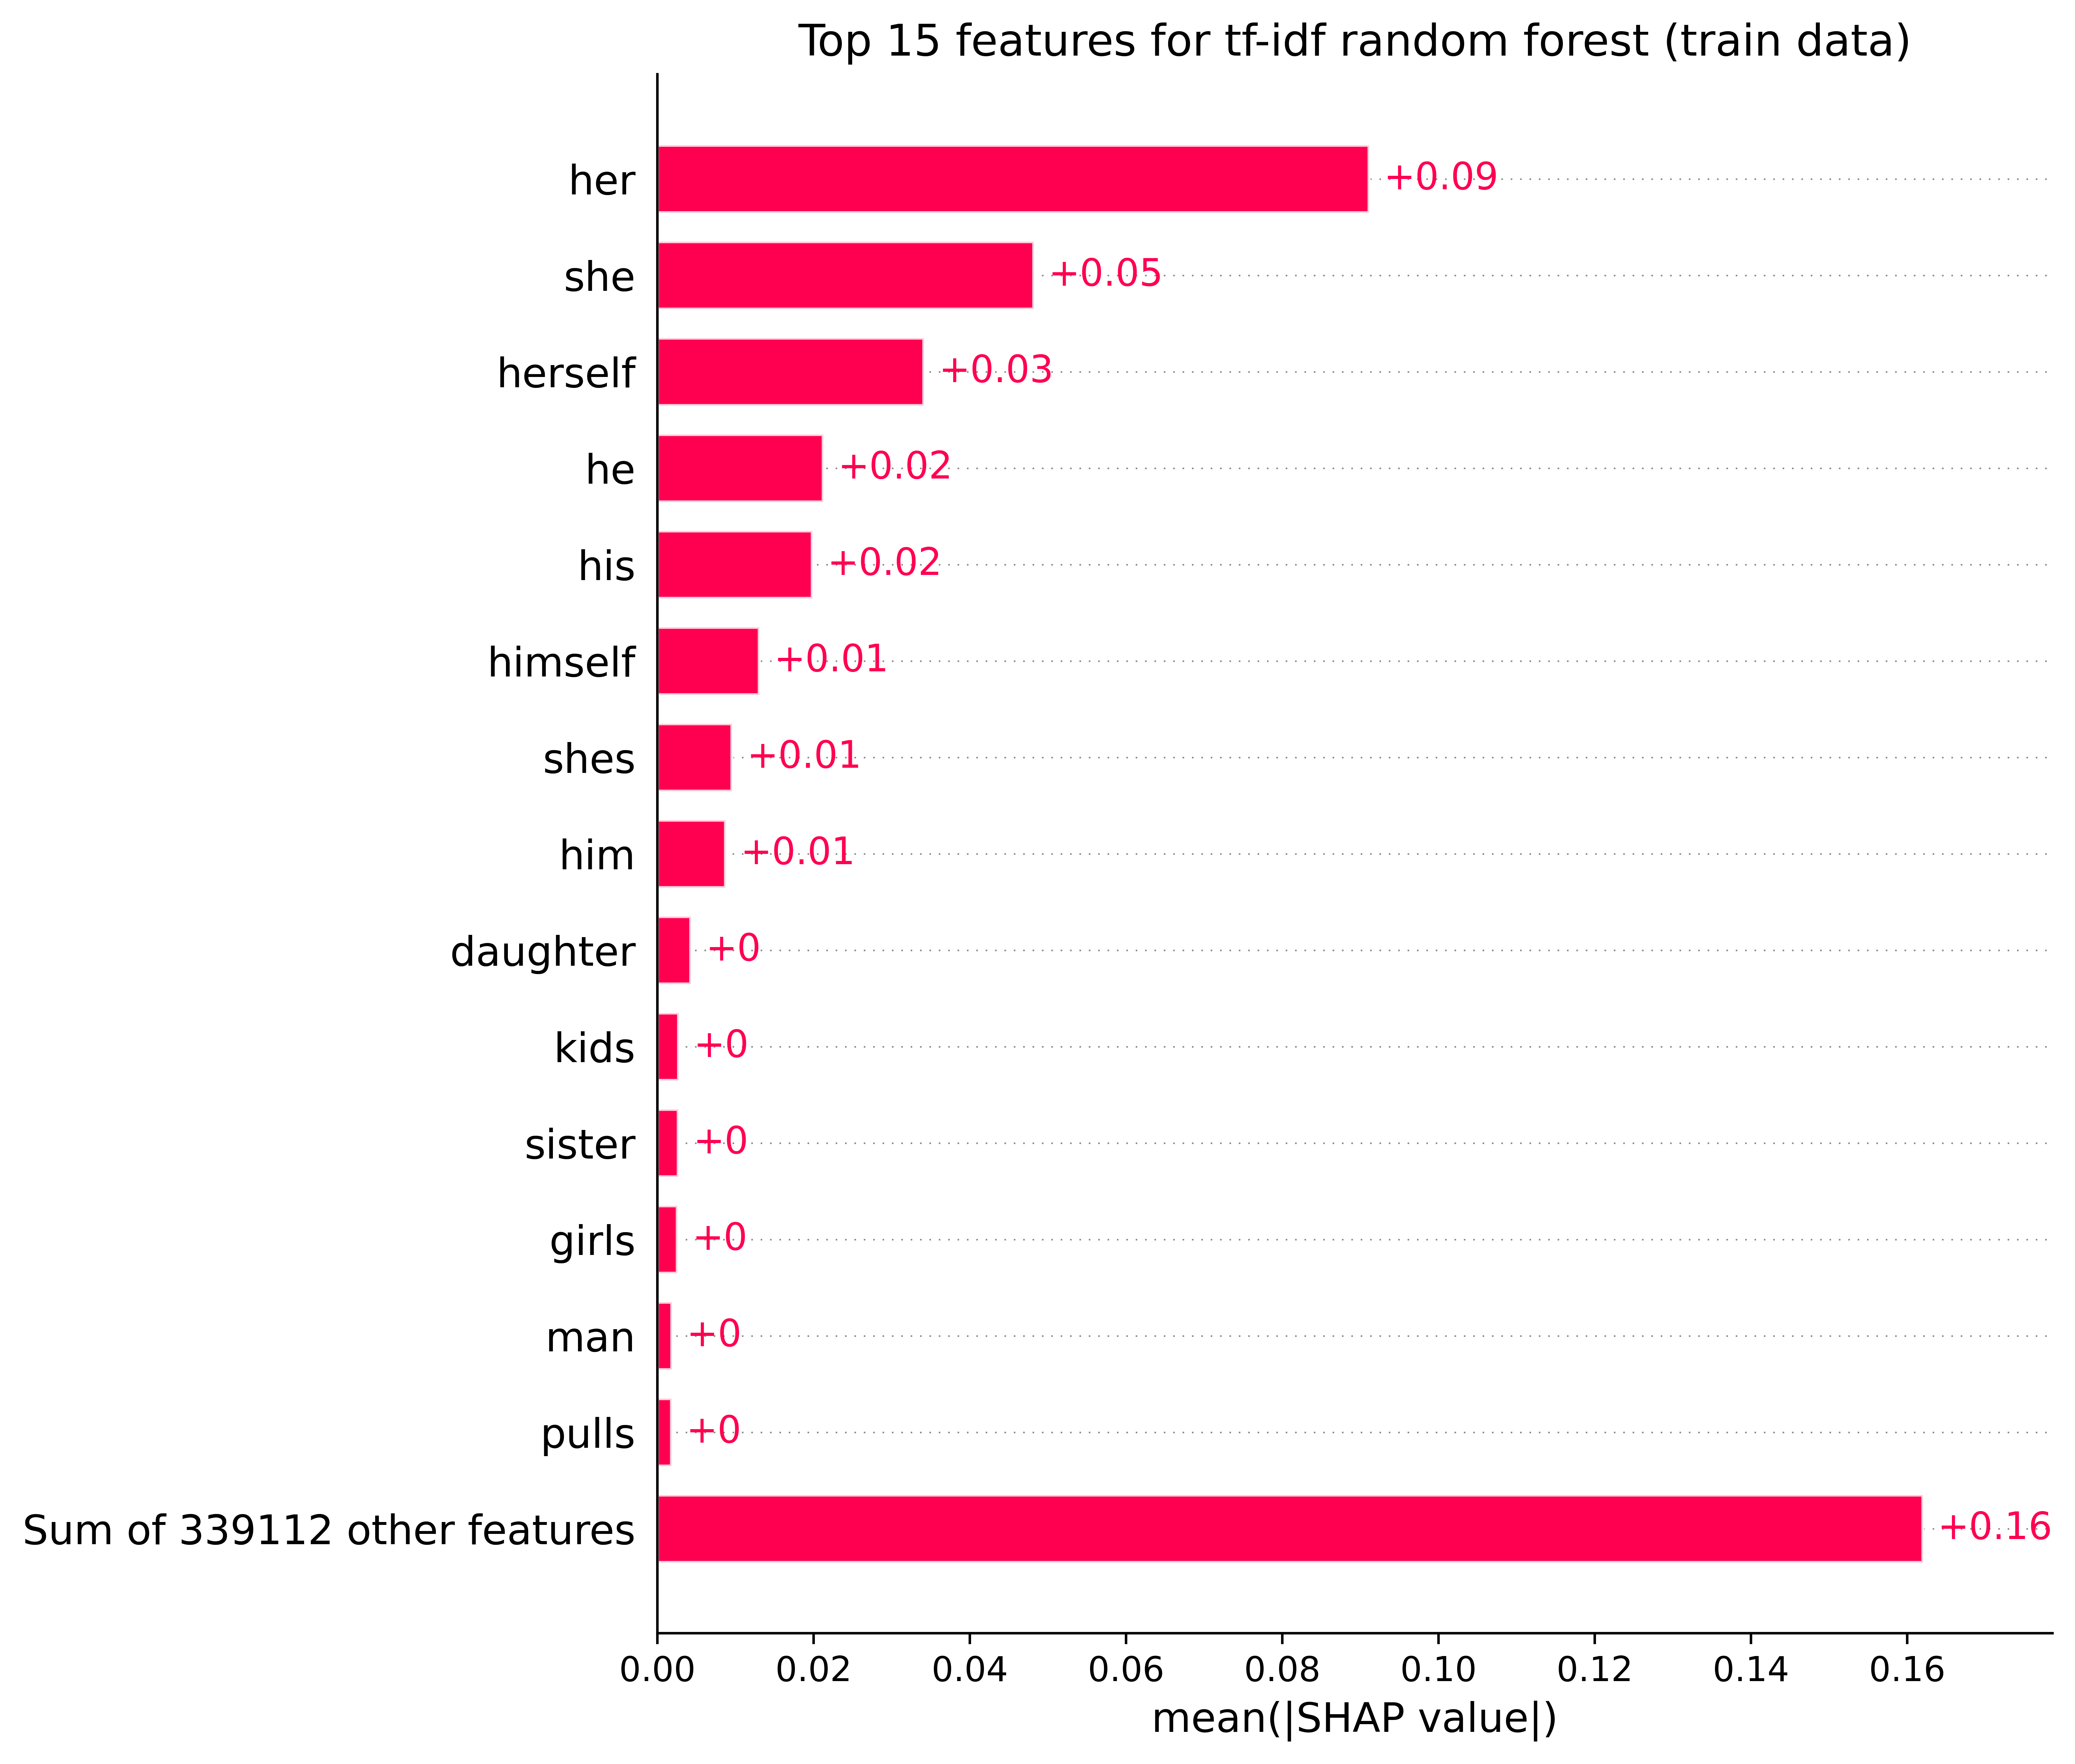 Top 15 features for tf-idf random forest (train data)
her +0.09
she +0.05
herself +0.03
he +0.02
his +0.02
himself +0.01
shes +0.01
him +0.01
daughter +0
kids +0
sister +0
girls +0
man +0
pulls +0
Sum of 339112 other features +0.16
0.00 0.02 0.04 0.06 0.08 0.10 0.12 0.14 0.16
mean(|SHAP value|)